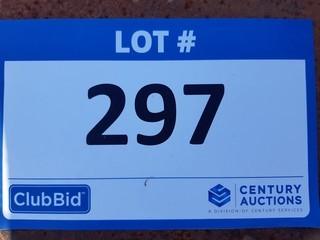 LOT #
297
ClubBid
CENTURY
AUCTIONS
A DIVISION OF CENTURY SERVICES